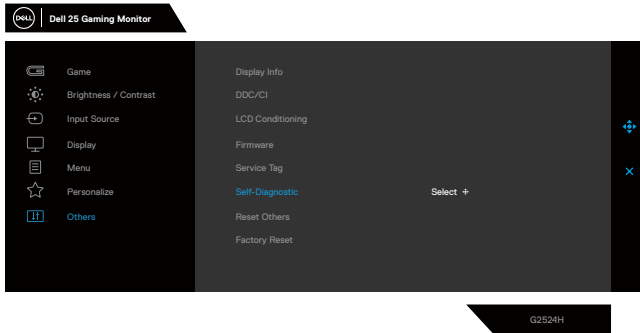 DELL
Dell 25 Gaming Monitor
Game
Brightness / Contrast
Input Source
Display
Menu
Personalize
Others
Display Info
DDC/CI
LCD Conditioning
Firmware
Service Tag
Self-Diagnostic Select
Reset Others
Factory Reset
G2524H